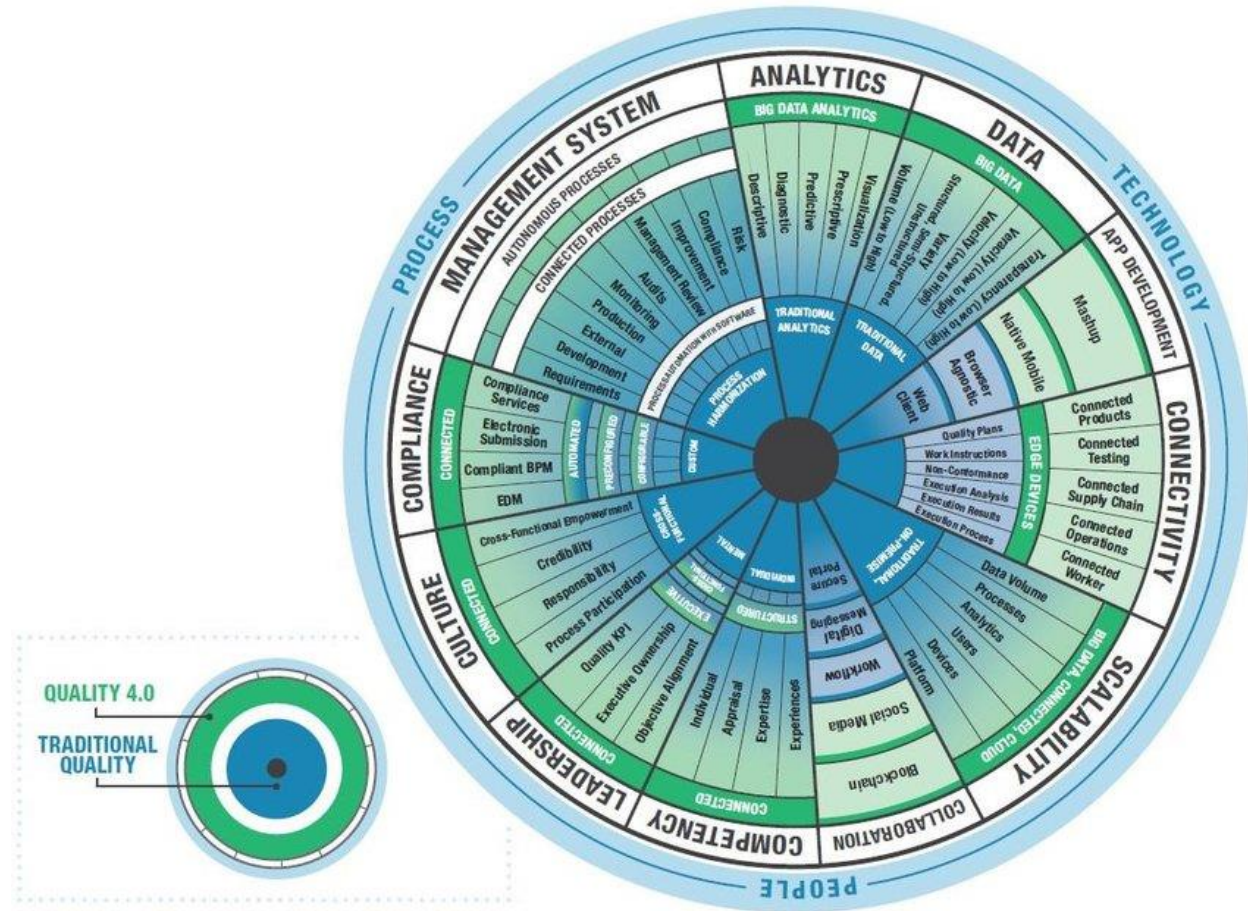 PROCESS
TECHNOLOGY
PEOPLE
ANALYTICS
BIG DATA ANALYTICS
Descriptive
Diagnostic
Predictive
Prescriptive
Visualization
TRADITIONAL
ANALYTICS
DATA
BIG DATA
Volume (Low to High)
Structured, Semi-Structured,
Unstructured
Variety
Velocity (Low to High)
Veracity (Low to High)
Transparency (Low to High)
TRADITIONAL
DATA
APP DEVELOPMENT
Mashup
Native Mobile
Browser
Agnostic
Web
Client
CONNECTIVITY
Connected
Products
Connected
Testing
Connected
Supply Chain
Connected
Operations
Connected
Worker
EDGE DEVICES
Quality Plans
Work Instructions
Non-Conformance
Execution Analysis
Execution Results
Execution Process
SCALABILITY
BIG DATA, CONNECTED, CLOUD
Data Volume
Processes
Analytics
Users
Devices
Platform
TRADITIONAL,
ON-PREMISE
COLLABORATION
Blockchain
Social Media
Workflow
Digital
Messaging
Secure
Portal
COMPETENCY
CONNECTED
Experiences
Expertise
Appraisal
Individual
STRUCTURED
INDIVIDUAL
LEADERSHIP
CONNECTED
Objective Alignment
Executive Ownership
Quality KPI
EXECUTIVE
CROSS-
FUNCTIONAL
METRIC
CULTURE
CONNECTED
Process Participation
Responsibility
Credibility
Cross-Functional Empowerment
CROSS-
FUNCTIONAL
COMPLIANCE
CONNECTED
Compliance
Services
Electronic
Submission
Compliant BPM
EDM
AUTOMATED
PRECONFIGURED
CONFIGURABLE
CUSTOM
MANAGEMENT SYSTEM
AUTONOMOUS PROCESSES
CONNECTED PROCESSES
Requirements
Development
External
Production
Monitoring
Audits
Management Review
Improvement
Compliance
Risk
PROCESS AUTOMATION WITH SOFTWARE
PROCESS
HARMONIZATION
QUALITY 4.0
TRADITIONAL
QUALITY